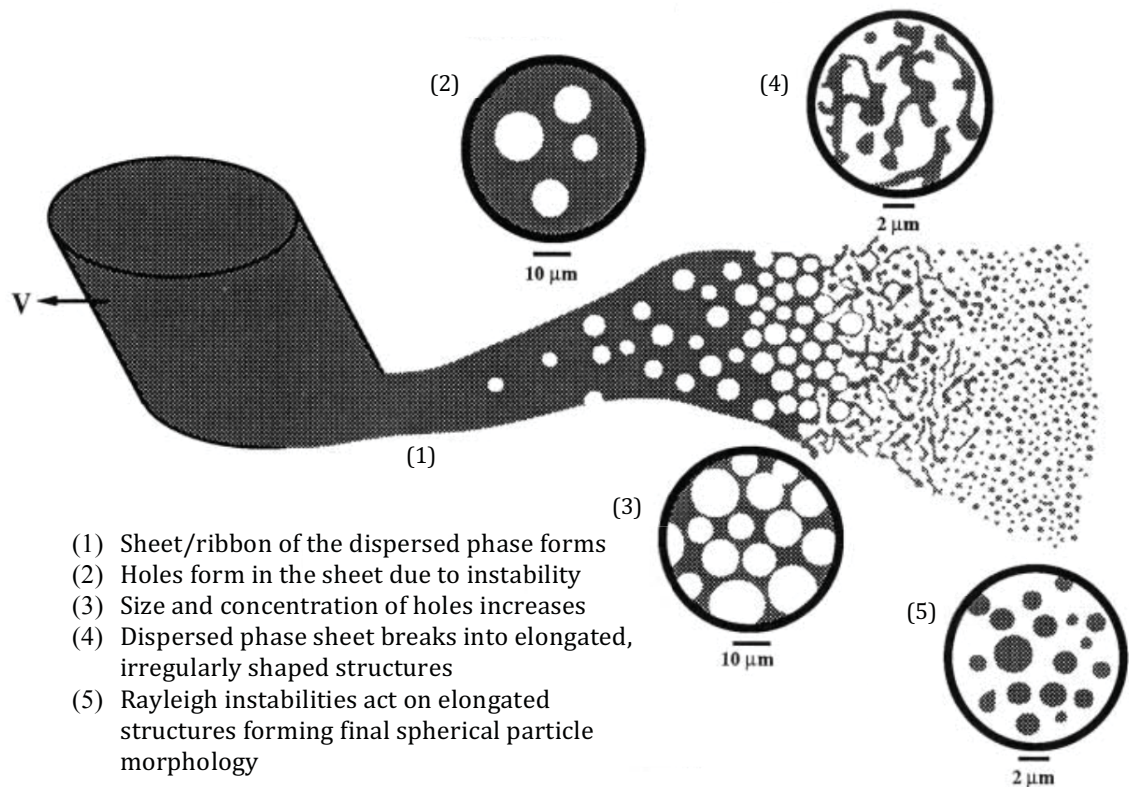 (2)
(4)
2 μm
10 μm
V
(1)
(3)
(1) Sheet/ribbon of the dispersed phase forms
(2) Holes form in the sheet due to instability
(3) Size and concentration of holes increases
(4) Dispersed phase sheet breaks into elongated,
irregularly shaped structures
(5) Rayleigh instabilities act on elongated
structures forming final spherical particle
morphology
10 μm
(5)
2 μm